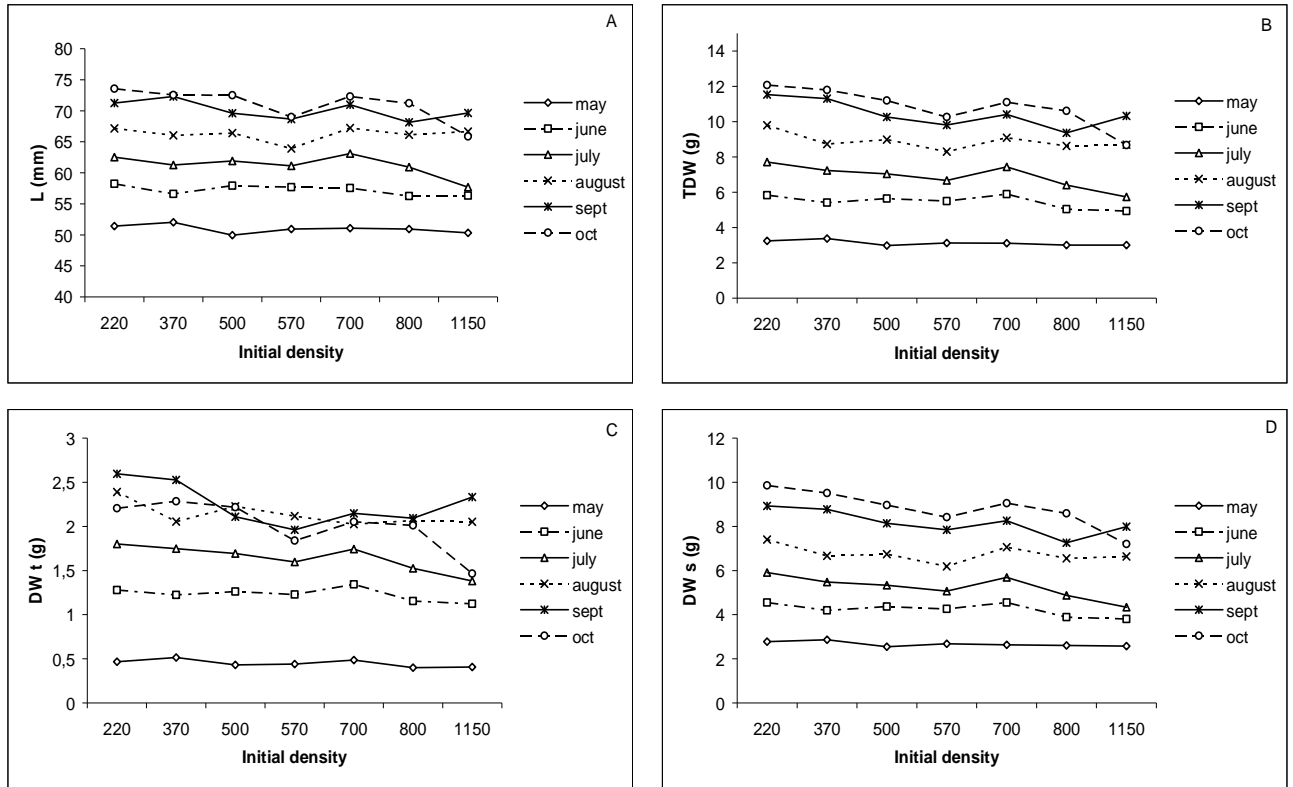 A
L (mm)
80
75
70
65
60
55
50
45
40
220 370 500 570 700 800 1150
Initial density
may
june
july
august
sept
oct
B
TDW (g)
14
12
10
8
6
4
2
0
220 370 500 570 700 800 1150
Initial density
may
june
july
august
sept
oct
C
DW t (g)
3
2,5
2
1,5
1
0,5
0
220 370 500 570 700 800 1150
Initial density
may
june
july
august
sept
oct
D
DW s (g)
12
10
8
6
4
2
0
220 370 500 570 700 800 1150
Initial density
may
june
july
august
sept
oct